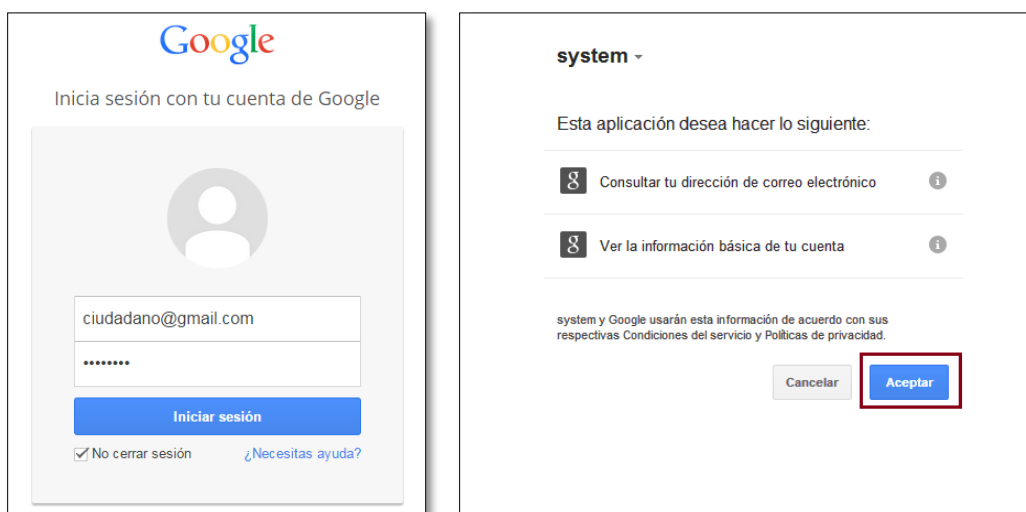 Google
Inicia sesión con tu cuenta de Google
ciudadano@gmail.com
••••••••
Iniciar sesión
No cerrar sesión
¿Necesitas ayuda?
system
Esta aplicación desea hacer lo siguiente:
g Consultar tu dirección de correo electrónico i
g Ver la información básica de tu cuenta i
system y Google usarán esta información de acuerdo con sus
respectivas Condiciones del servicio y Políticas de privacidad.
Cancelar
Aceptar